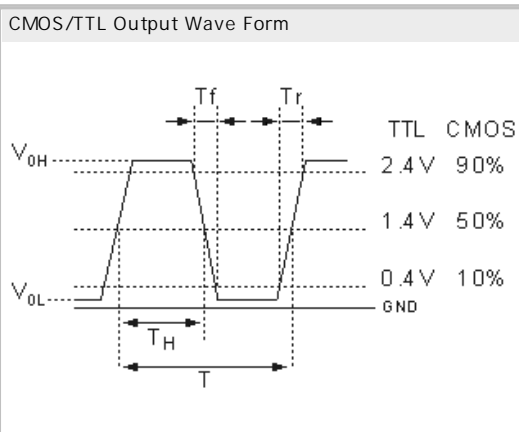 CMOS/TTL Output Wave Form
Tf Tr
TTL CMOS
V0H 2.4V 90%
1.4V 50%
0.4V 10%
V0L
GND
TH
T